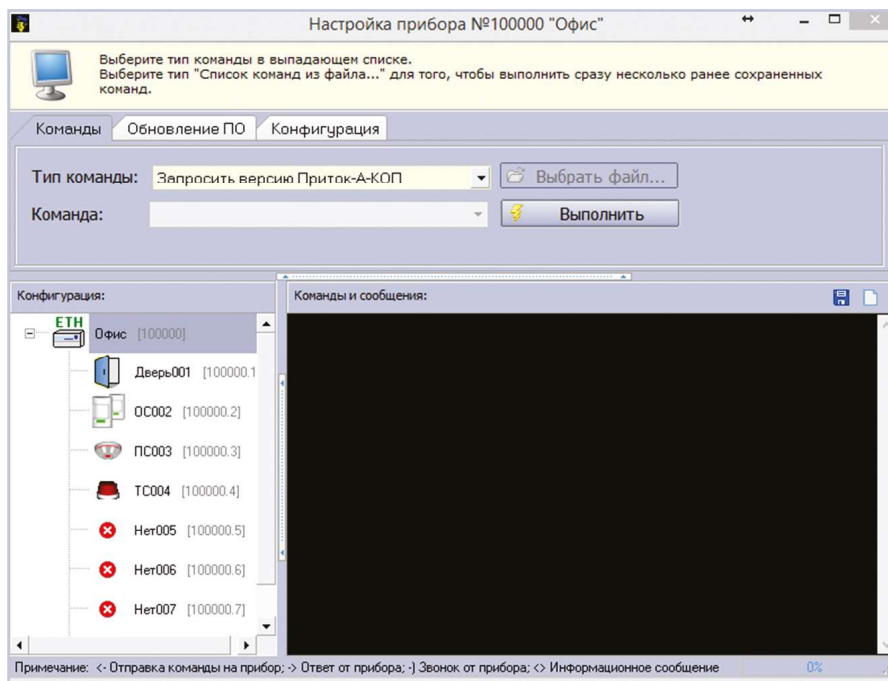 Настройка прибора №100000 "Офис"
Выберите тип команды в выпадающем списке.
Выберите тип "Список команд из файла..." для того, чтобы выполнить сразу несколько ранее сохраненных
команд.
Команды Обновление ПО Конфигурация
Тип команды: Запросить версию Приток-А-КОП Выбрать файл...
Команда: Выполнить
Конфигурация: Команды и сообщения:
ETH
Офис [100000]
Дверь001 [100000.1
ОС002 [100000.2]
ПС003 [100000.3]
ТС004 [100000.4]
Нет005 [100000.5]
Нет006 [100000.6]
Нет007 [100000.7]
Примечание: <- Отправка команды на прибор; -> Ответ от прибора; -) Звонок от прибора; <> Информационное сообщение 0%